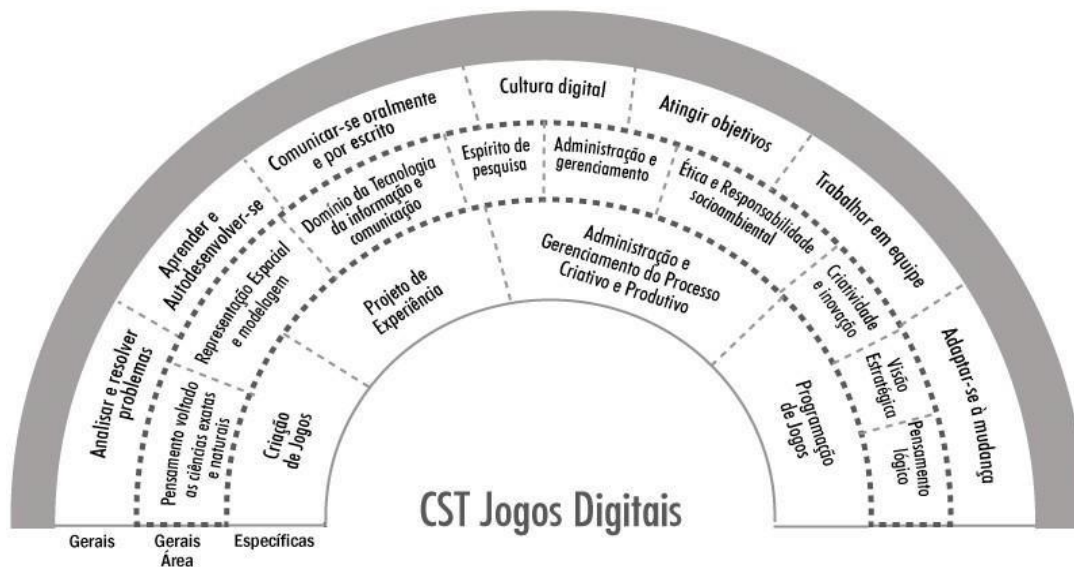 Analisar e resolver
problemas
Aprender e
Autodesenvolver-se
Comunicar-se oralmente
e por escrito
Cultura digital
Atingir objetivos
Trabalhar em equipe
Adaptar-se à mudança
Pensamento voltado
as ciências exatas
e naturais
Representação Espacial
e modelagem
Domínio da Tecnologia
da informação e
comunicação
Espírito de
pesquisa
Administração e
gerenciamento
Ética e Responsabilidade
socioambiental
Criatividade
e inovação
Visão
Estratégica
Pensamento
lógico
Criação
de Jogos
Projeto de
Experiência
Administração e
Gerenciamento do Processo
Criativo e Produtivo
Programação
de Jogos
CST Jogos Digitais
Gerais
Gerais
Área
Específicas